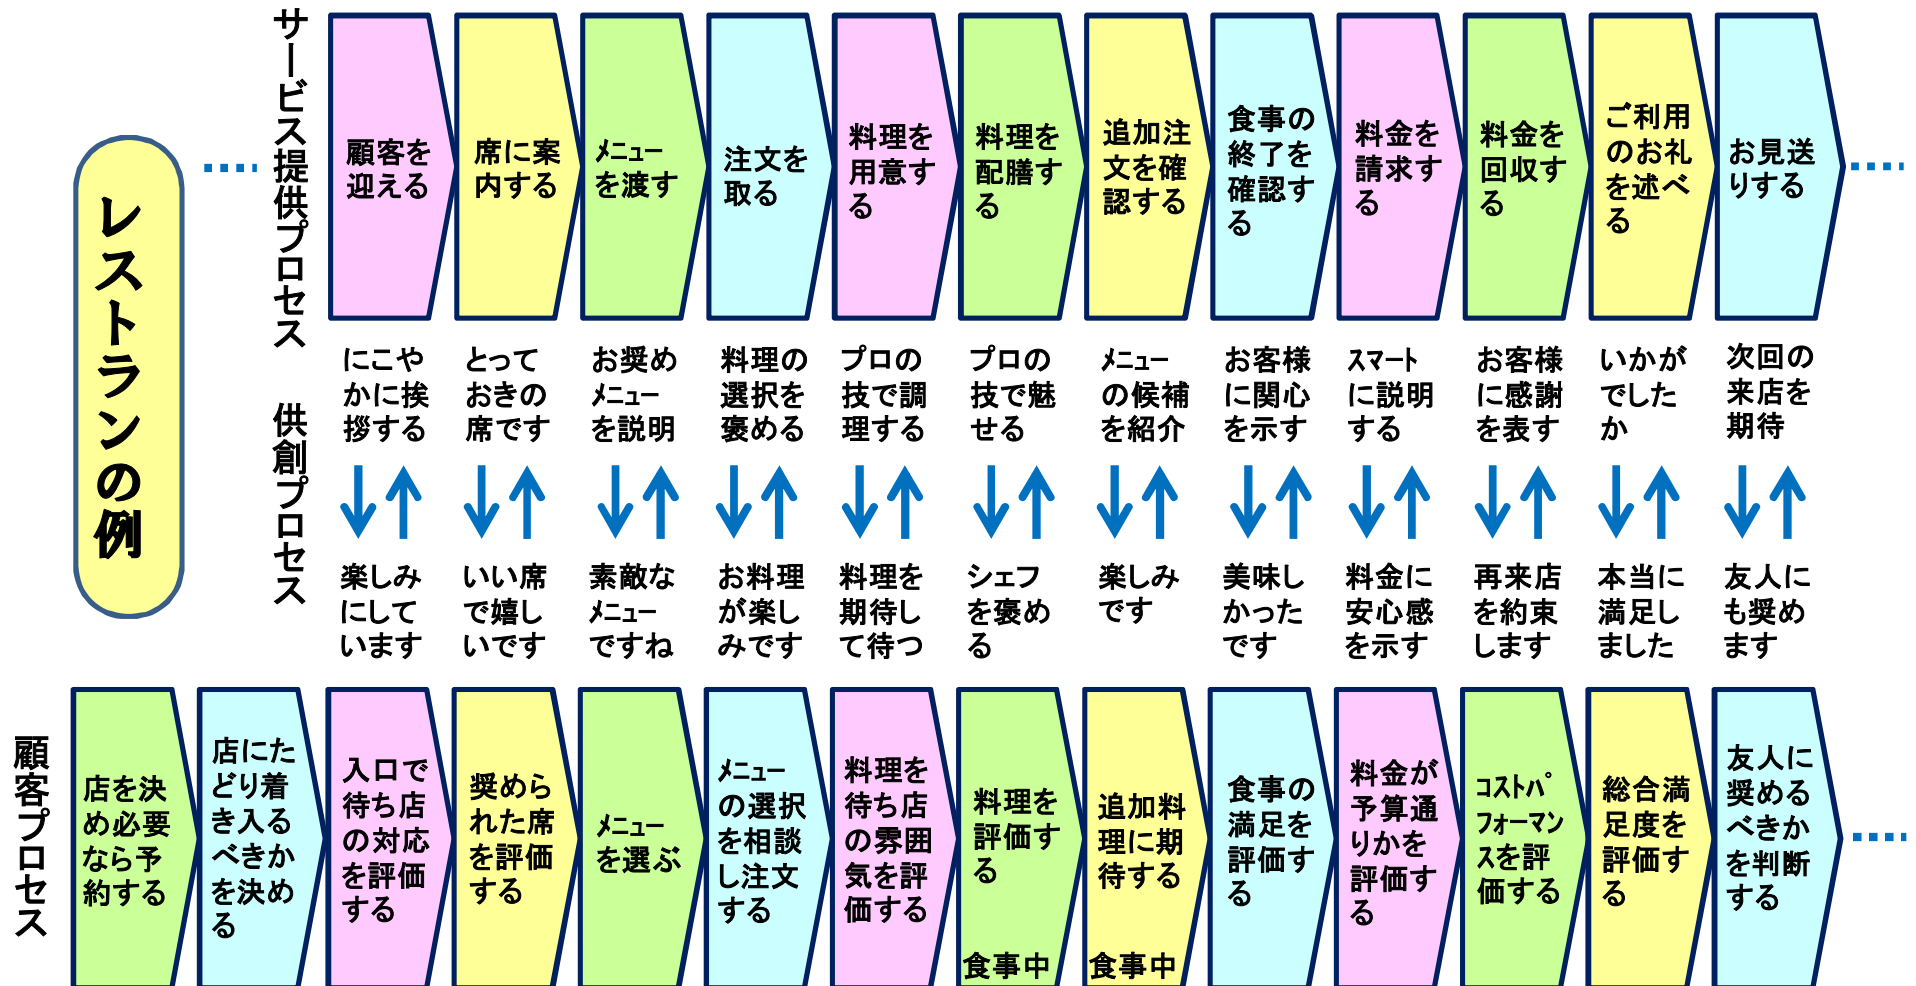 レストランの例
サービス提供プロセス
顧客を
迎える
席に案
内する
ﾒﾆｭー
を渡す
注文を
取る
料理を
用意す
る
料理を
配膳す
る
追加注
文を確
認する
食事の
終了を
確認す
る
料金を
請求す
る
料金を
回収す
る
ご利用
のお礼
を述べ
る
お見送
りする
供創プロセス
にこや
かに挨
拶する
とって
おきの
席です
お奨め
ﾒﾆｭー
を説明
料理の
選択を
褒める
プロの
技で調
理する
プロの
技で魅
せる
ﾒﾆｭー
の候補
を紹介
お客様
に関心
を示す
ｽﾏｰﾄ
に説明
する
お客様
に感謝
を表す
いかが
でした
か
次回の
来店を
期待
楽しみ
にして
います
いい席
で嬉し
いです
素敵な
ﾒﾆｭー
ですね
お料理
が楽し
みです
料理を
期待し
て待つ
シェフ
を褒め
る
楽しみ
です
美味し
かった
です
料金に
安心感
を示す
再来店
を約束
します
本当に
満足し
ました
友人に
も奨め
ます
顧客プロセス
店を決
め必要
なら予
約する
店にた
どり着
き入る
べきか
を決め
る
入口で
待ち店
の対応
を評価
する
奨めら
れた席
を評価
する
ﾒﾆｭー
を選ぶ
ﾒﾆｭー
の選択
を相談
し注文
する
料理を
待ち店
の雰囲
気を評
価する
料理を
評価す
る
食事中
追加料
理に期
待する
食事中
食事の
満足を
評価す
る
料金が
予算通
りかを
評価す
る
ｺｽﾄﾊﾟ
ﾌｫｰﾏﾝ
ｽを評
価する
総合満
足度を
評価す
る
友人に
奨める
べきか
を判断
する